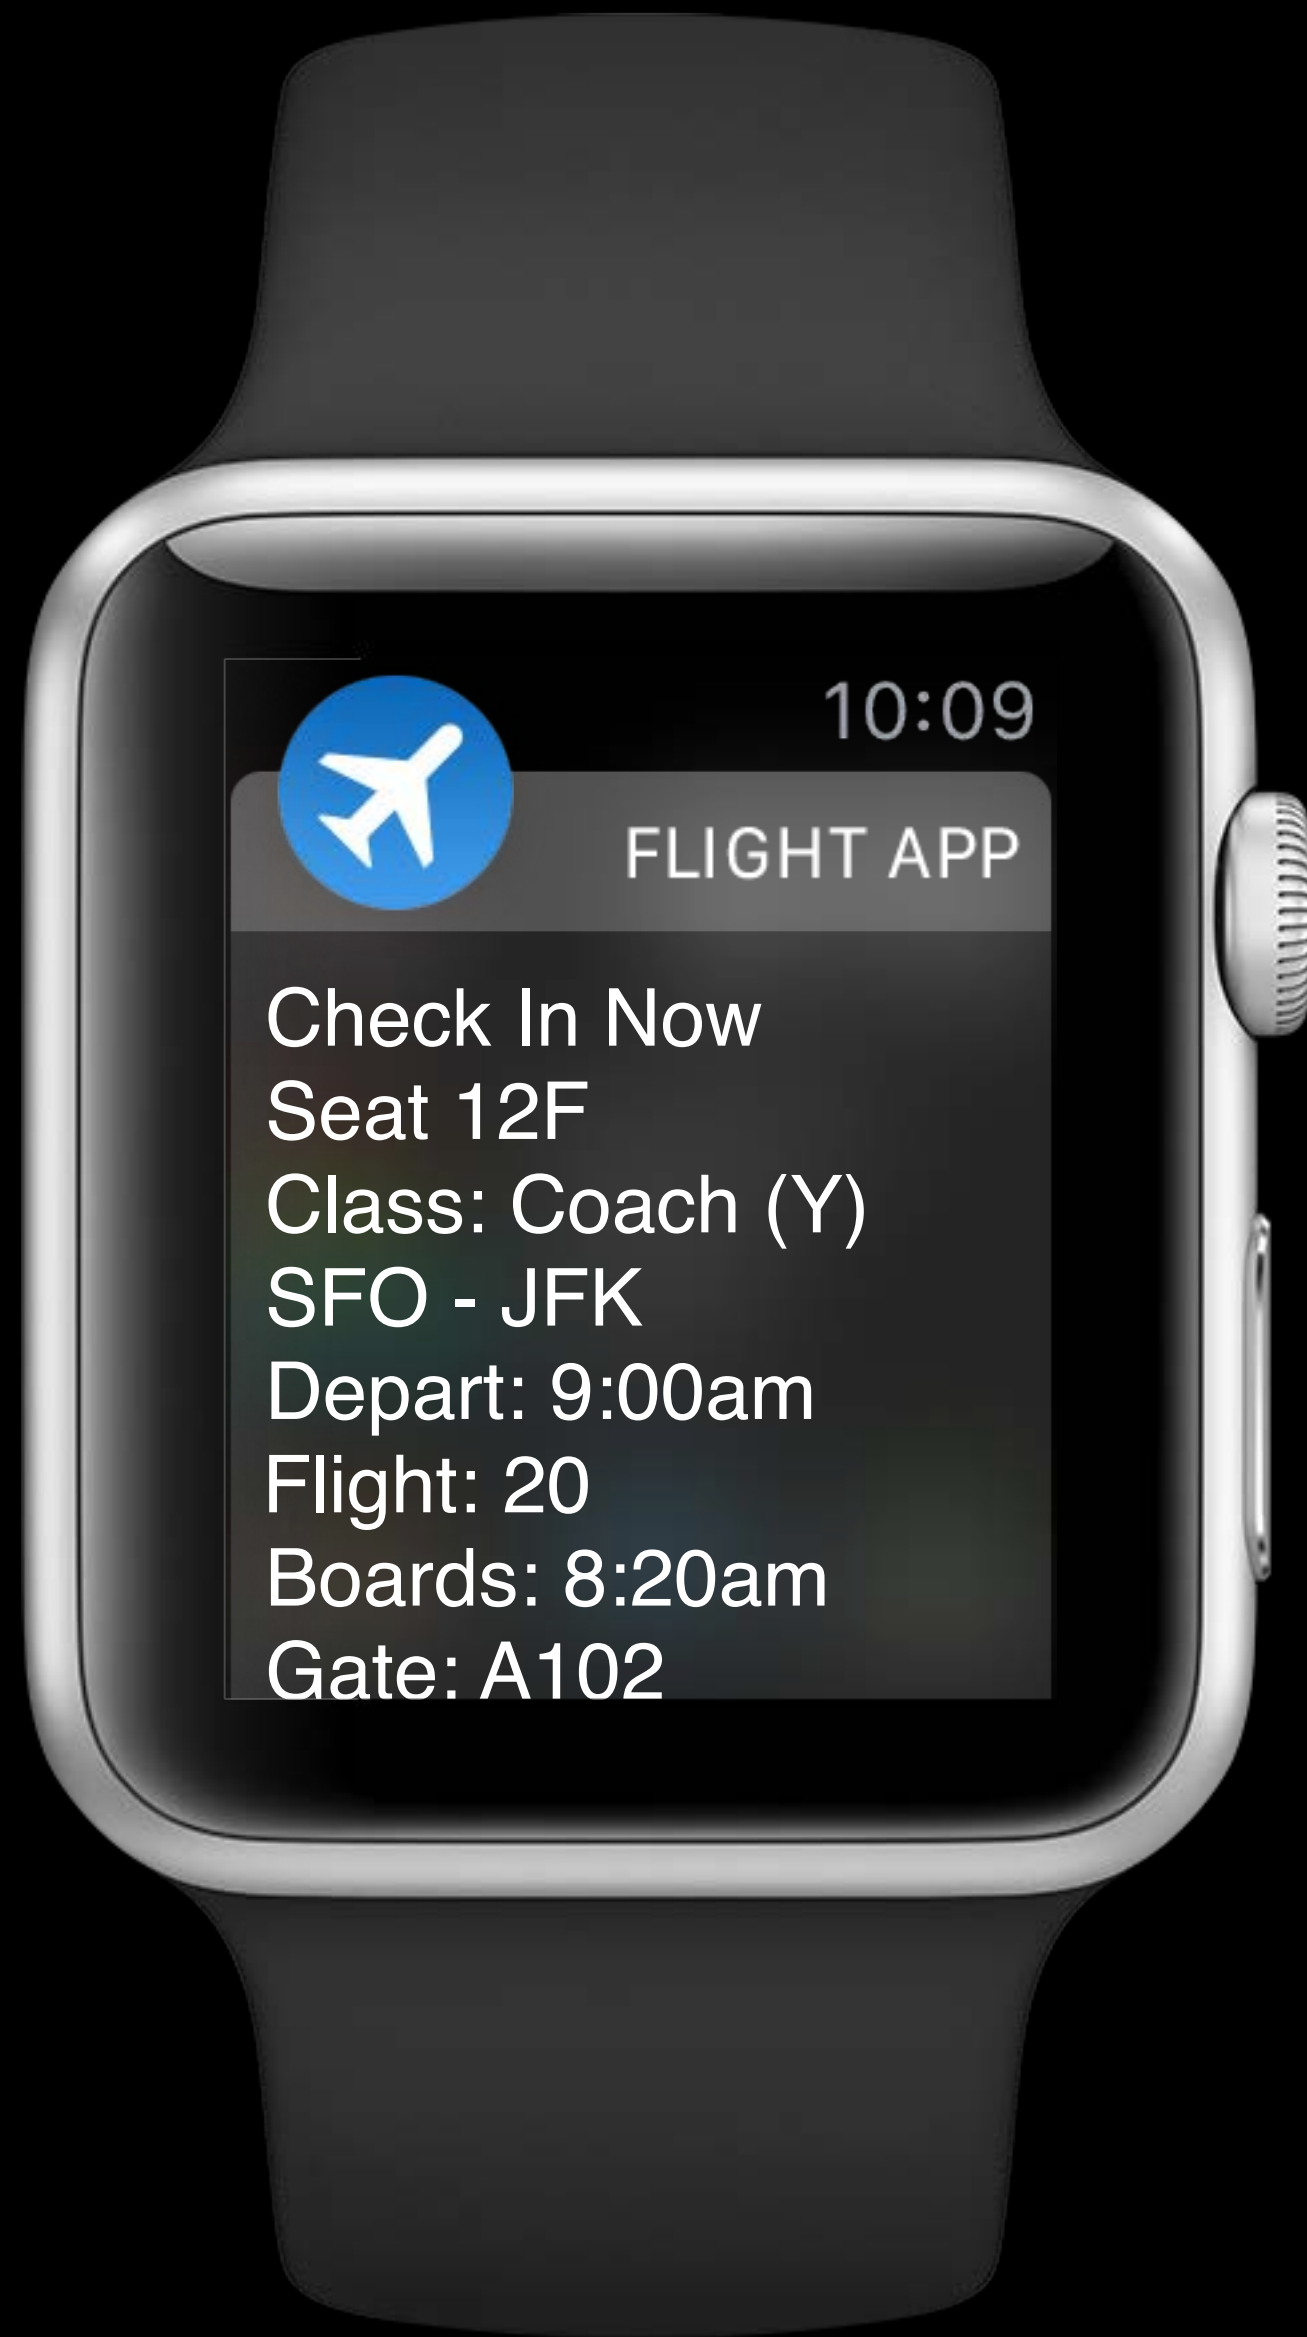 10:09
FLIGHT APP
Check In Now
Seat 12F
Class: Coach (Y)
SFO - JFK
Depart: 9:00am
Flight: 20
Boards: 8:20am
Gate: A102